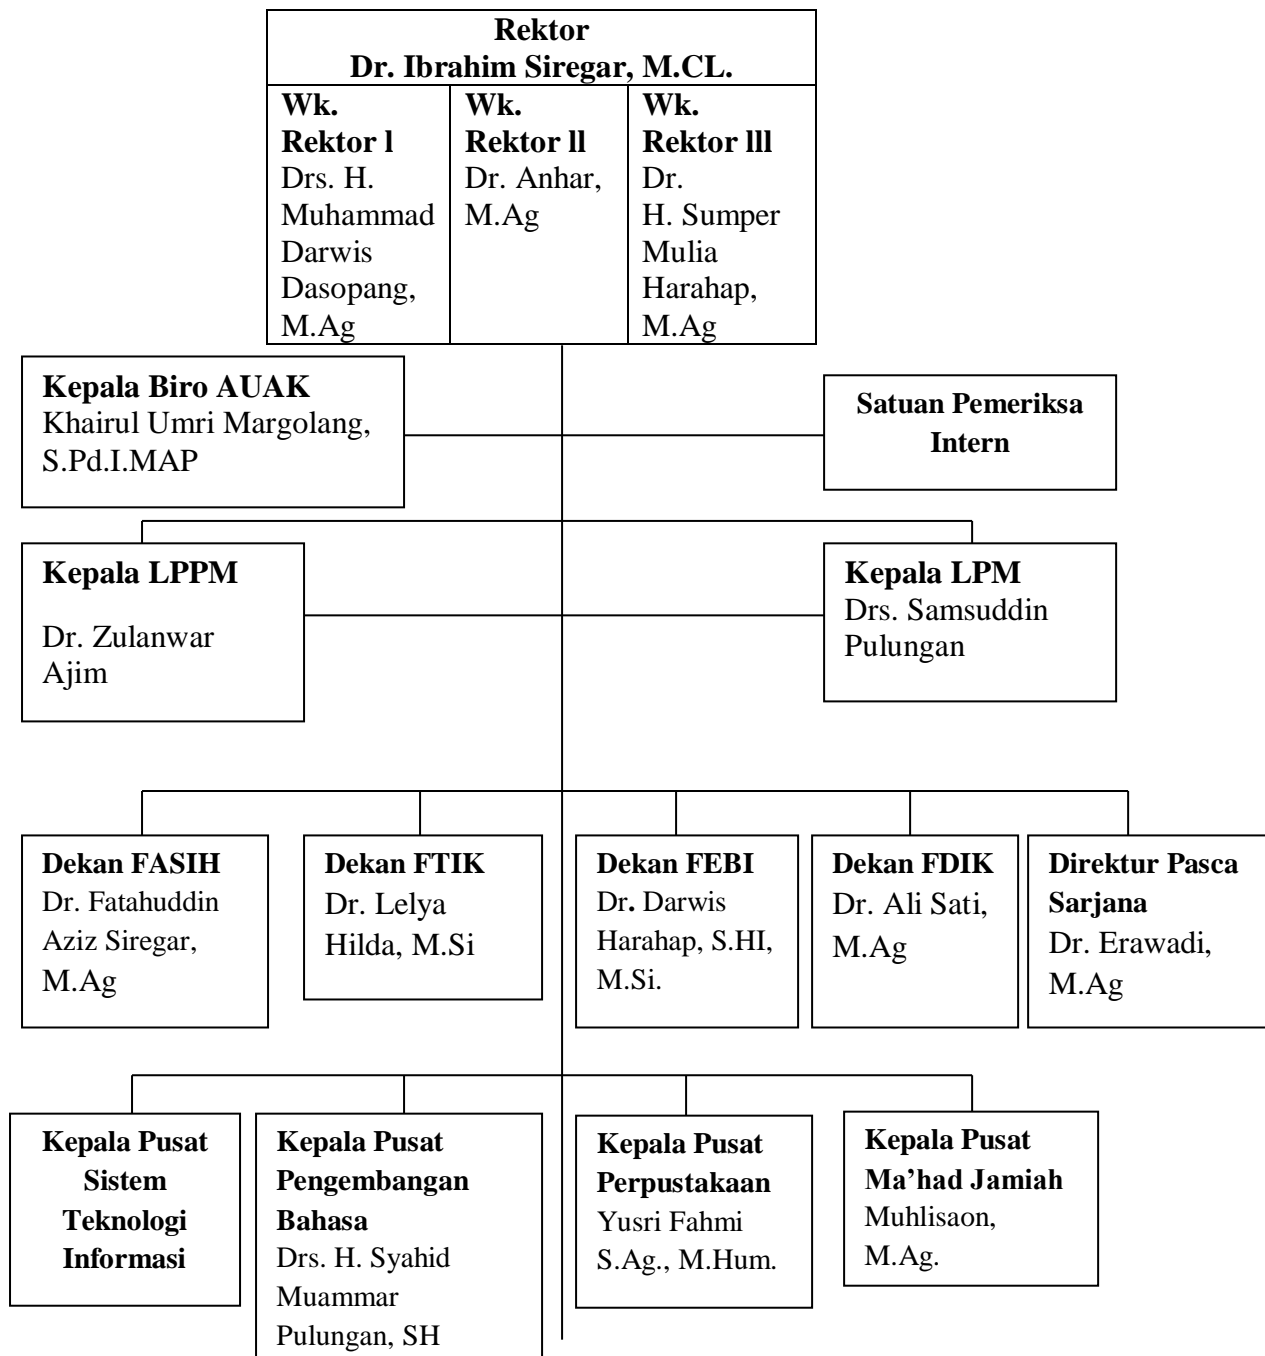 Rektor
Dr. Ibrahim Siregar, M.CL.
Wk.
Rektor l
Drs. H.
Muhammad
Darwis
Dasopang,
M.Ag
Wk.
Rektor ll
Dr. Anhar,
M.Ag
Wk.
Rektor lll
Dr.
H. Sumper
Mulia
Harahap,
M.Ag
Kepala Biro AUAK
Khairul Umri Margolang,
S.Pd.I.MAP
Satuan Pemeriksa
Intern
Kepala LPPM
Dr. Zulanwar
Ajim
Kepala LPM
Drs. Samsuddin
Pulungan
Dekan FASIH
Dr. Fatahuddin
Aziz Siregar,
M.Ag
Dekan FTIK
Dr. Lelya
Hilda, M.Si
Dekan FEBI
Dr. Darwis
Harahap, S.HI,
M.Si.
Dekan FDIK
Dr. Ali Sati,
M.Ag
Direktur Pasca
Sarjana
Dr. Erawadi,
M.Ag
Kepala Pusat
Sistem
Teknologi
Informasi
Kepala Pusat
Pengembangan
Bahasa
Drs. H. Syahid
Muammar
Pulungan, SH
Kepala Pusat
Perpustakaan
Yusri Fahmi
S.Ag., M.Hum.
Kepala Pusat
Ma’had Jamiah
Muhlisaon,
M.Ag.